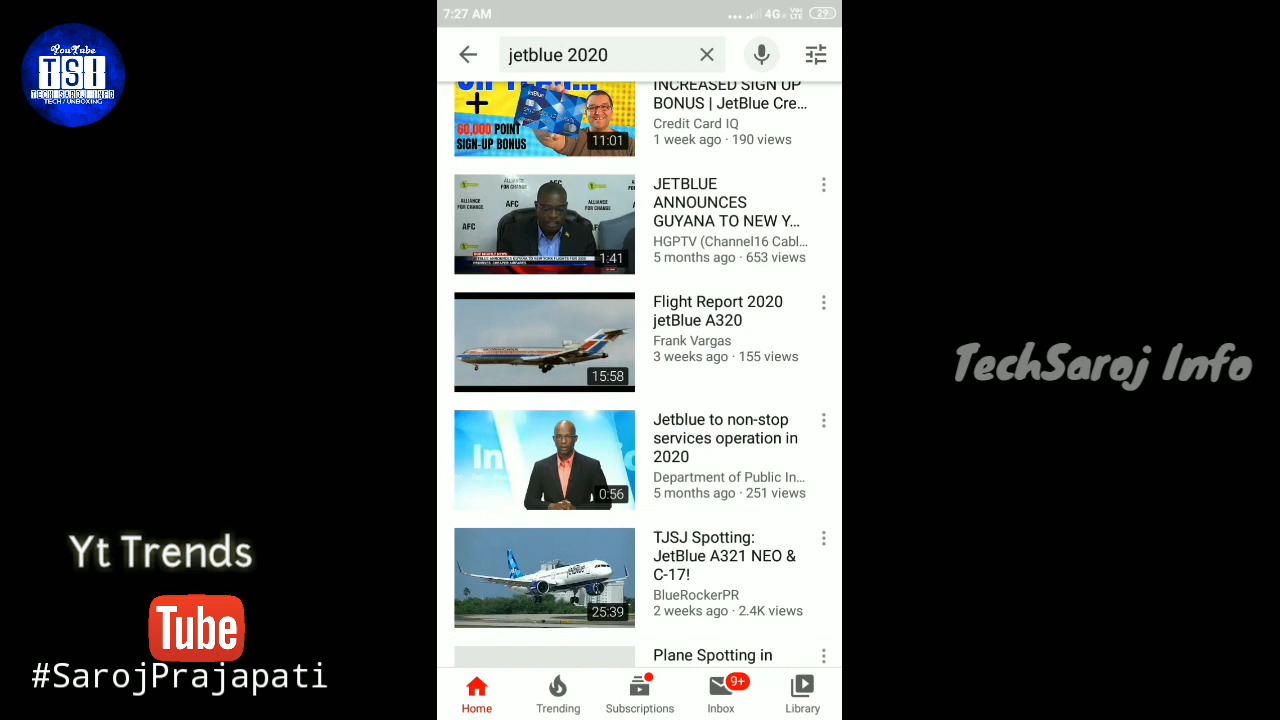 YouTube
TSI
TECH SAROJ INFO
TECH / UNBOXING
7:27 AM
4G
VoLTE
29
jetblue 2020
60,000 POINT
SIGN-UP BONUS
11:01
INCREASED SIGN UP
BONUS | JetBlue Cre...
Credit Card IQ
1 week ago · 190 views
ALLIANCE
FOR CHANGE
AFC
1:41
JETBLUE
ANNOUNCES
GUYANA TO NEW Y...
HGPTV (Channel16 Cabl...
5 months ago · 653 views
15:58
Flight Report 2020
jetBlue A320
Frank Vargas
3 weeks ago · 155 views
In
0:56
Jetblue to non-stop
services operation in
2020
Department of Public In...
5 months ago · 251 views
jetBlue
25:39
TJSJ Spotting:
JetBlue A321 NEO &
C-17!
BlueRockerPR
2 weeks ago · 2.4K views
Plane Spotting in
Home
Trending
Subscriptions
9+
Inbox
Library
Yt Trends
Tube
#SarojPrajapati
TechSaroj Info